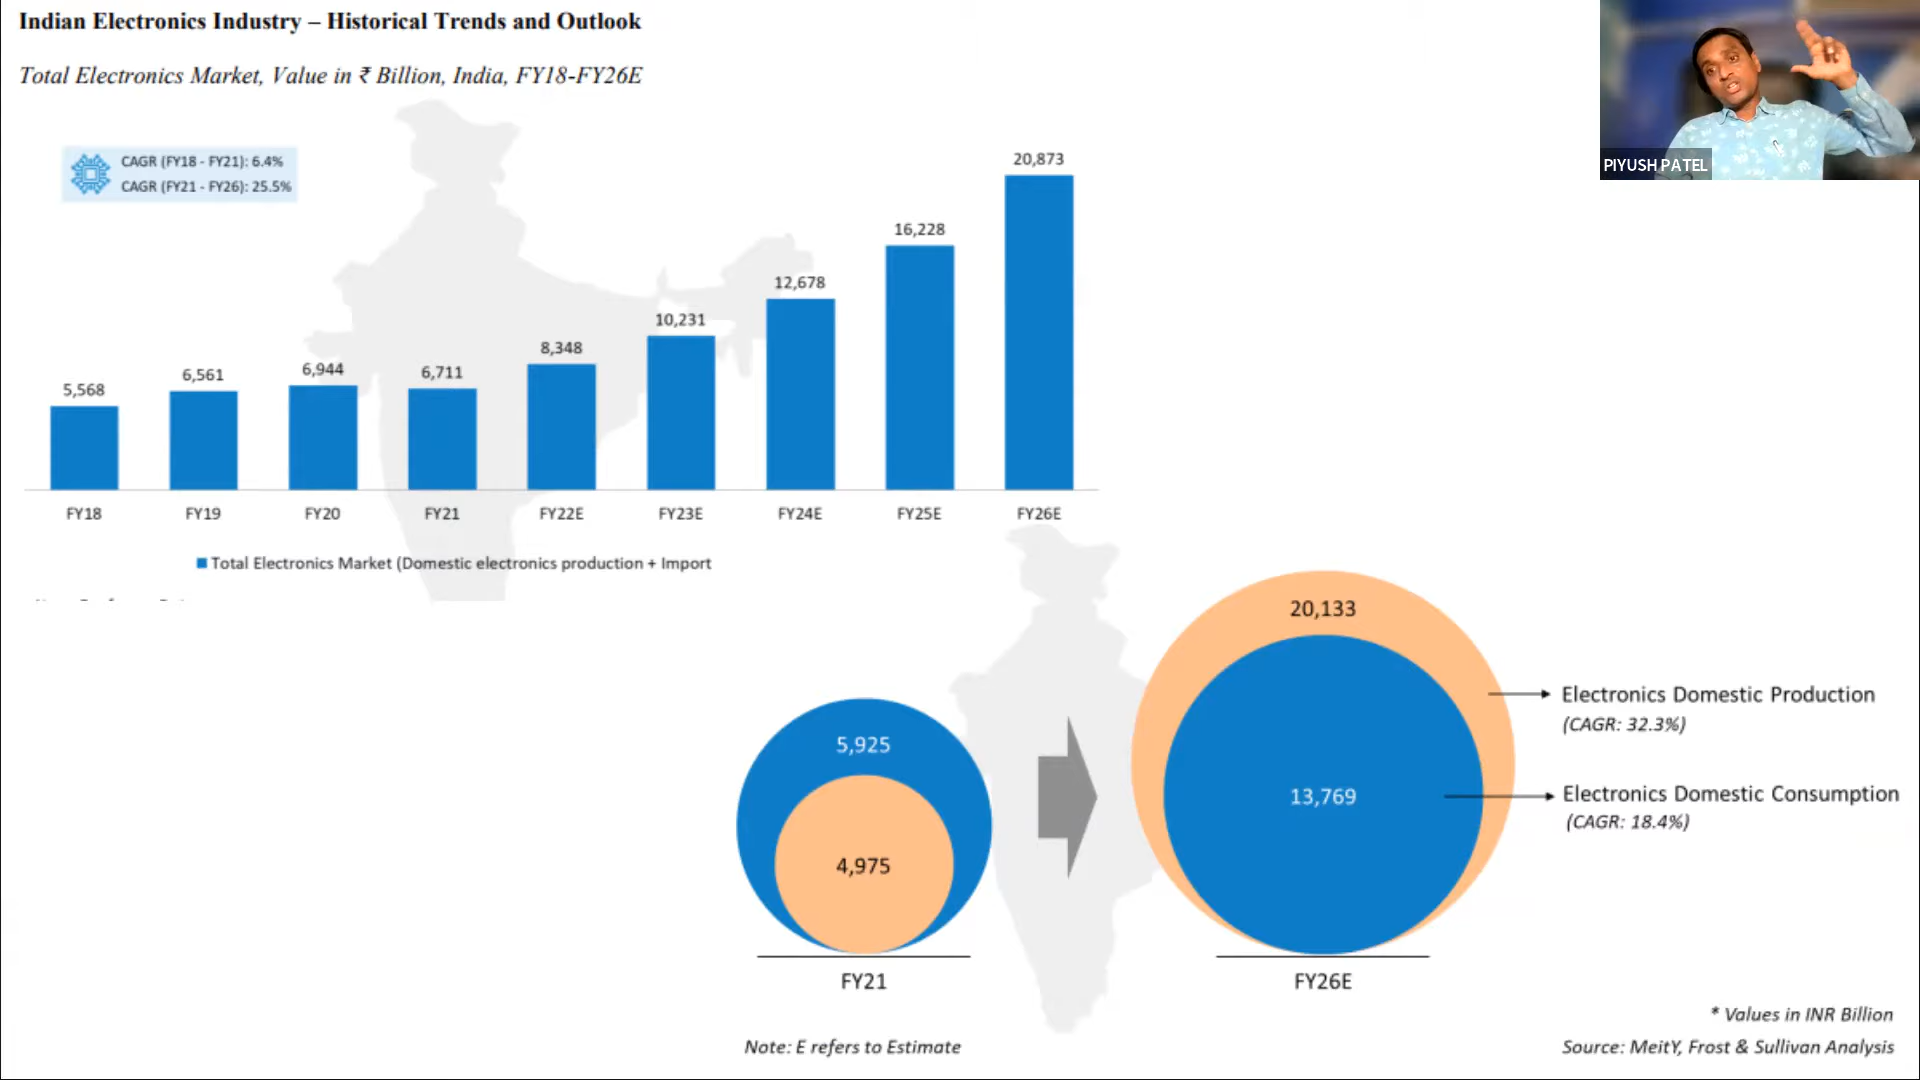 Indian Electronics Industry – Historical Trends and Outlook
Total Electronics Market, Value in ₹ Billion, India, FY18-FY26E
PIYUSH PATEL
CAGR (FY18 - FY21): 6.4%
CAGR (FY21 - FY26): 25.5%
5,568
6,561
6,944
6,711
8,348
10,231
12,678
16,228
20,873
FY18
FY19
FY20
FY21
FY22E
FY23E
FY24E
FY25E
FY26E
Total Electronics Market (Domestic electronics production + Import
5,925
4,975
FY21
20,133
13,769
FY26E
Electronics Domestic Production
(CAGR: 32.3%)
Electronics Domestic Consumption
(CAGR: 18.4%)
* Values in INR Billion
Note: E refers to Estimate
Source: MeitY, Frost & Sullivan Analysis